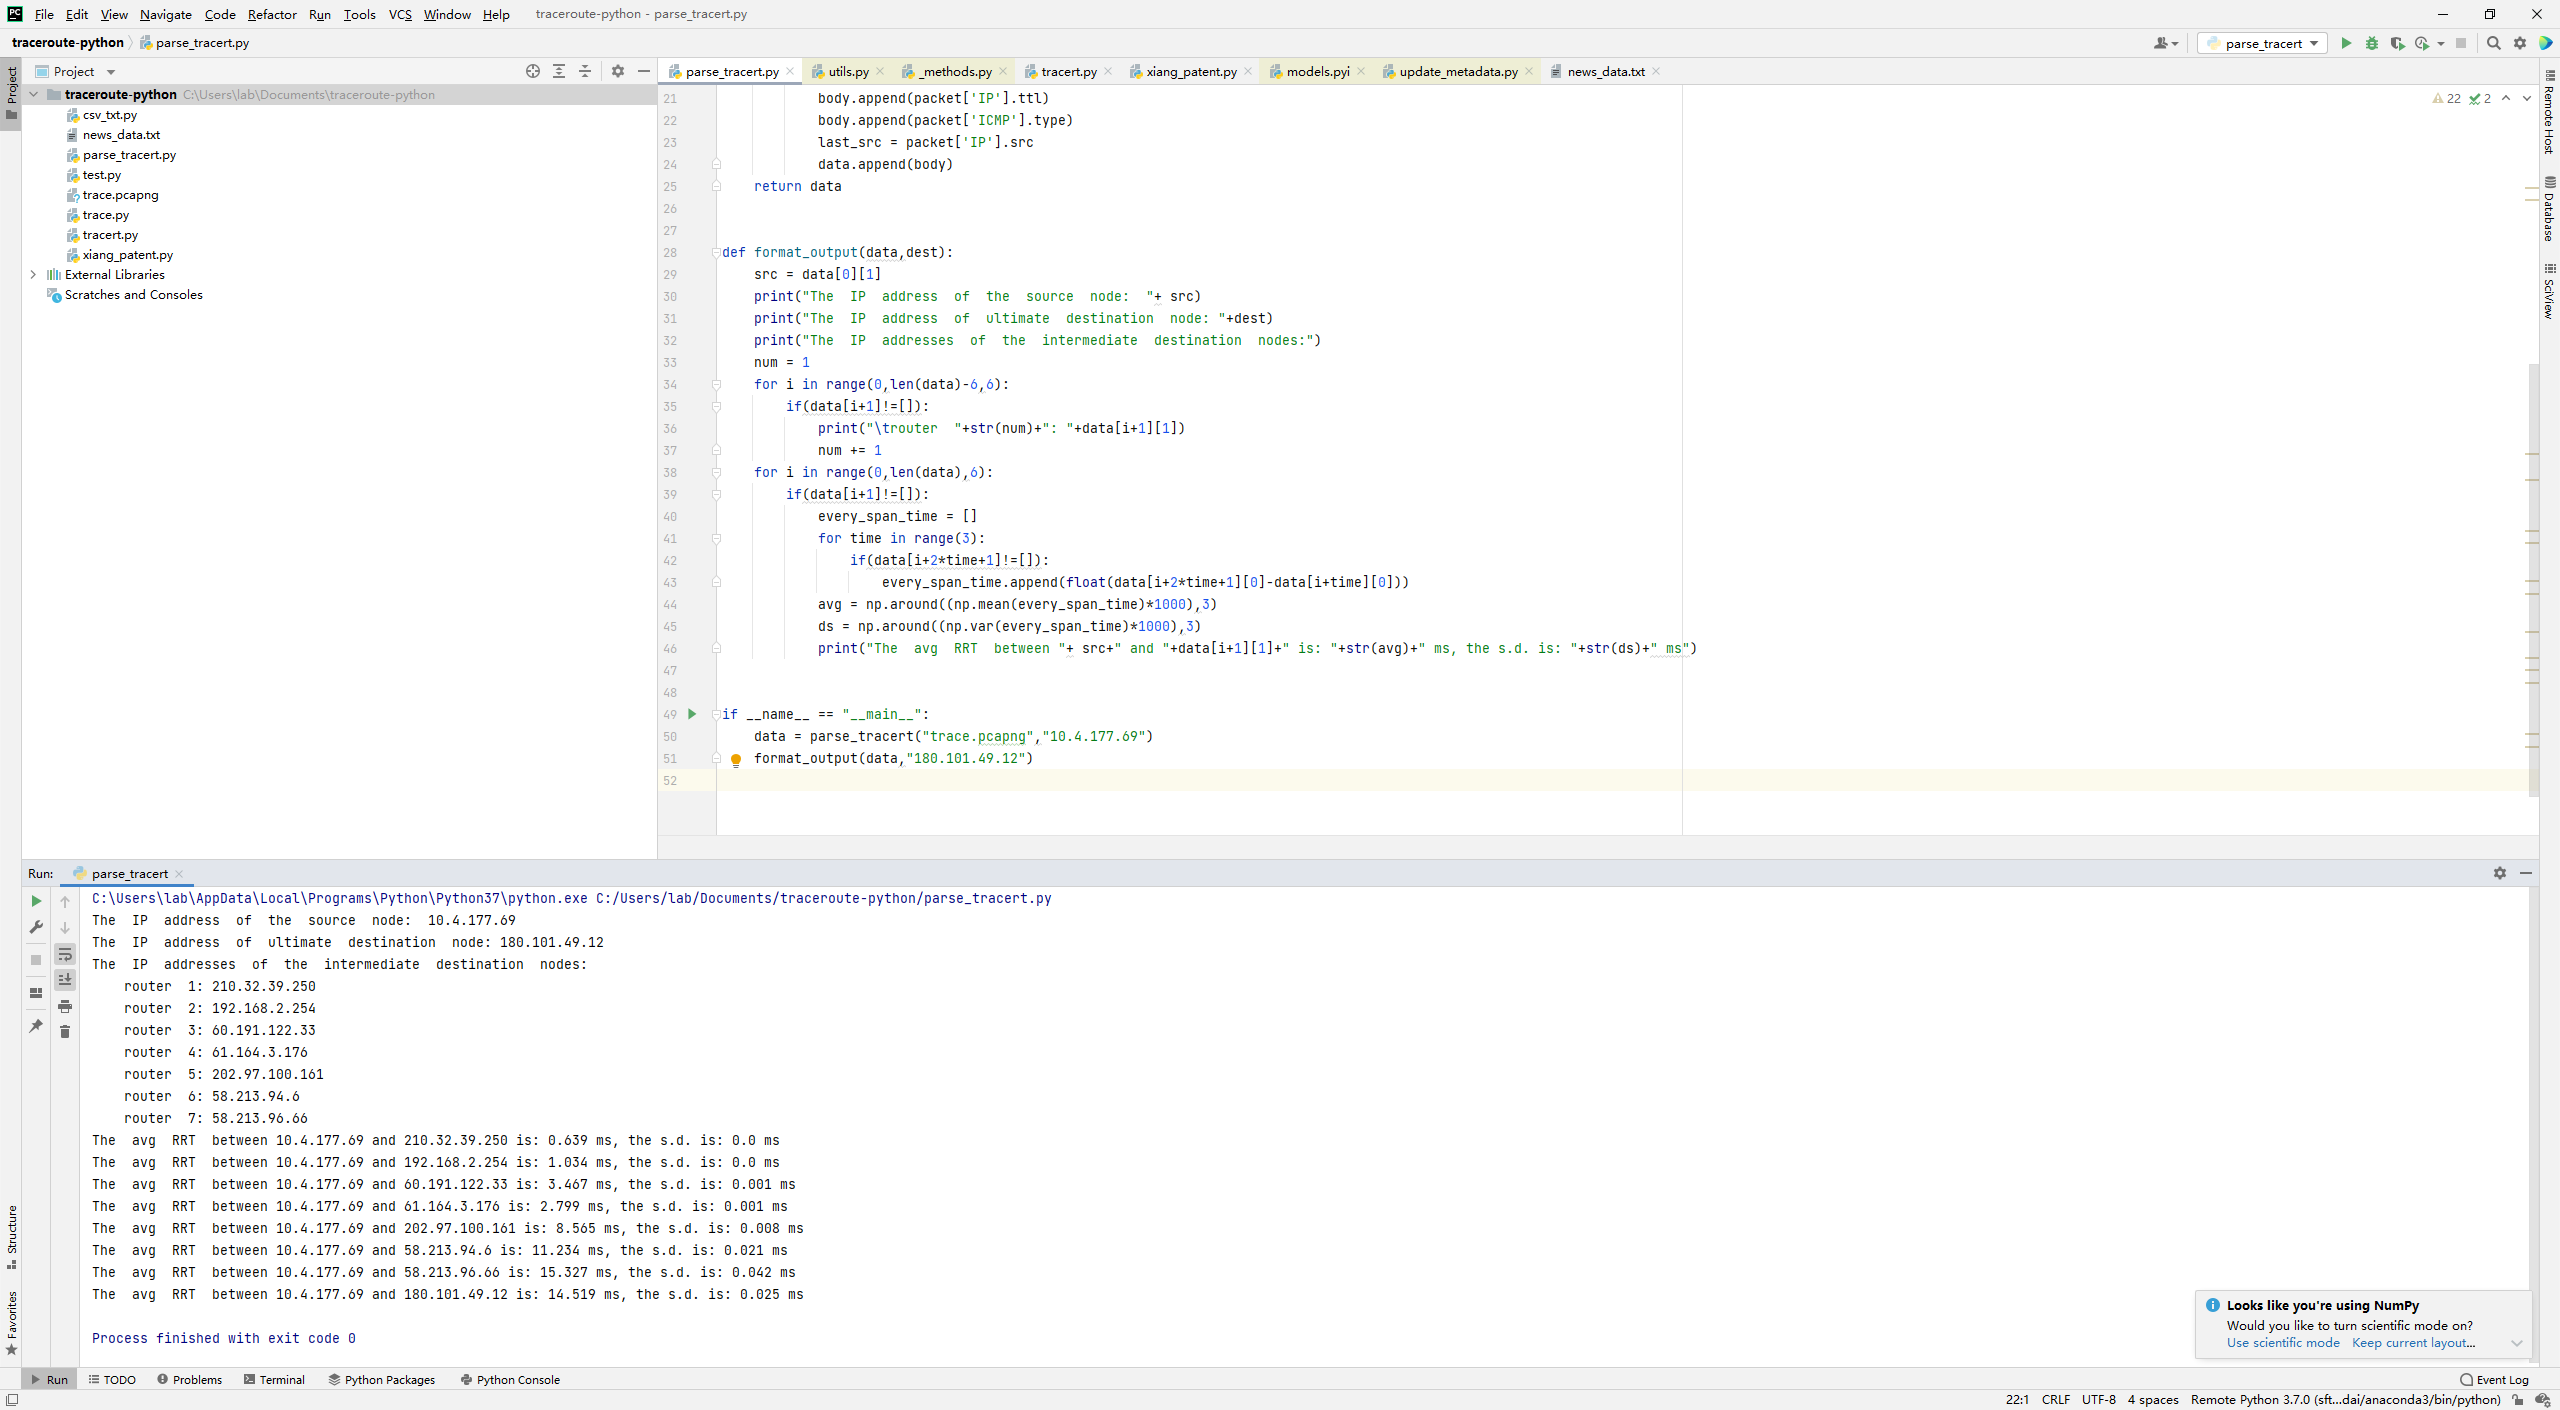 File Edit View Navigate Code Refactor Run Tools VCS Window Help traceroute-python - parse_tracert.py
traceroute-python parse_tracert.py
parse_tracert
Project
parse_tracert.py utils.py _methods.py tracert.py xiang_patent.py models.pyi update_metadata.py news_data.txt
Project
traceroute-python C:\Users\lab\Documents\traceroute-python
csv_txt.py
news_data.txt
parse_tracert.py
test.py
trace.pcapng
trace.py
tracert.py
xiang_patent.py
External Libraries
Scratches and Consoles
22 2
21 body.append(packet['IP'].ttl)
22 body.append(packet['ICMP'].type)
23 last_src = packet['IP'].src
24 data.append(body)
25 return data
26
27
28 def format_output(data,dest):
29 src = data[0][1]
30 print("The  IP  address  of  the  source  node:  "+ src)
31 print("The  IP  address  of  ultimate  destination  node: "+dest)
32 print("The  IP  addresses  of  the  intermediate  destination  nodes:")
33 num = 1
34 for i in range(0,len(data)-6,6):
35 if(data[i+1]!=[]):
36 print("\trouter  "+str(num)+": "+data[i+1][1])
37 num += 1
38 for i in range(0,len(data),6):
39 if(data[i+1]!=[]):
40 every_span_time = []
41 for time in range(3):
42 if(data[i+2*time+1]!=[]):
43 every_span_time.append(float(data[i+2*time+1][0]-data[i+time][0]))
44 avg = np.around((np.mean(every_span_time)*1000),3)
45 ds = np.around((np.var(every_span_time)*1000),3)
46 print("The  avg  RRT  between "+ src+" and "+data[i+1][1]+" is: "+str(avg)+" ms, the s.d. is: "+str(ds)+" ms")
47
48
49 if __name__ == "__main__":
50 data = parse_tracert("trace.pcapng","10.4.177.69")
51 format_output(data,"180.101.49.12")
52
Remote Host
Database
SciView
Run: parse_tracert
C:\Users\lab\AppData\Local\Programs\Python\Python37\python.exe C:/Users/lab/Documents/traceroute-python/parse_tracert.py
The  IP  address  of  the  source  node:  10.4.177.69
The  IP  address  of  ultimate  destination  node: 180.101.49.12
The  IP  addresses  of  the  intermediate  destination  nodes:
router  1: 210.32.39.250
router  2: 192.168.2.254
router  3: 60.191.122.33
router  4: 61.164.3.176
router  5: 202.97.100.161
router  6: 58.213.94.6
router  7: 58.213.96.66
The  avg  RRT  between 10.4.177.69 and 210.32.39.250 is: 0.639 ms, the s.d. is: 0.0 ms
The  avg  RRT  between 10.4.177.69 and 192.168.2.254 is: 1.034 ms, the s.d. is: 0.0 ms
The  avg  RRT  between 10.4.177.69 and 60.191.122.33 is: 3.467 ms, the s.d. is: 0.001 ms
The  avg  RRT  between 10.4.177.69 and 61.164.3.176 is: 2.799 ms, the s.d. is: 0.001 ms
The  avg  RRT  between 10.4.177.69 and 202.97.100.161 is: 8.565 ms, the s.d. is: 0.008 ms
The  avg  RRT  between 10.4.177.69 and 58.213.94.6 is: 11.234 ms, the s.d. is: 0.021 ms
The  avg  RRT  between 10.4.177.69 and 58.213.96.66 is: 15.327 ms, the s.d. is: 0.042 ms
The  avg  RRT  between 10.4.177.69 and 180.101.49.12 is: 14.519 ms, the s.d. is: 0.025 ms
Process finished with exit code 0
Structure
Favorites
Looks like you're using NumPy
Would you like to turn scientific mode on?
Use scientific mode Keep current layout...
Run TODO Problems Terminal Python Packages Python Console Event Log
22:1 CRLF UTF-8 4 spaces Remote Python 3.7.0 (sft...dai/anaconda3/bin/python)